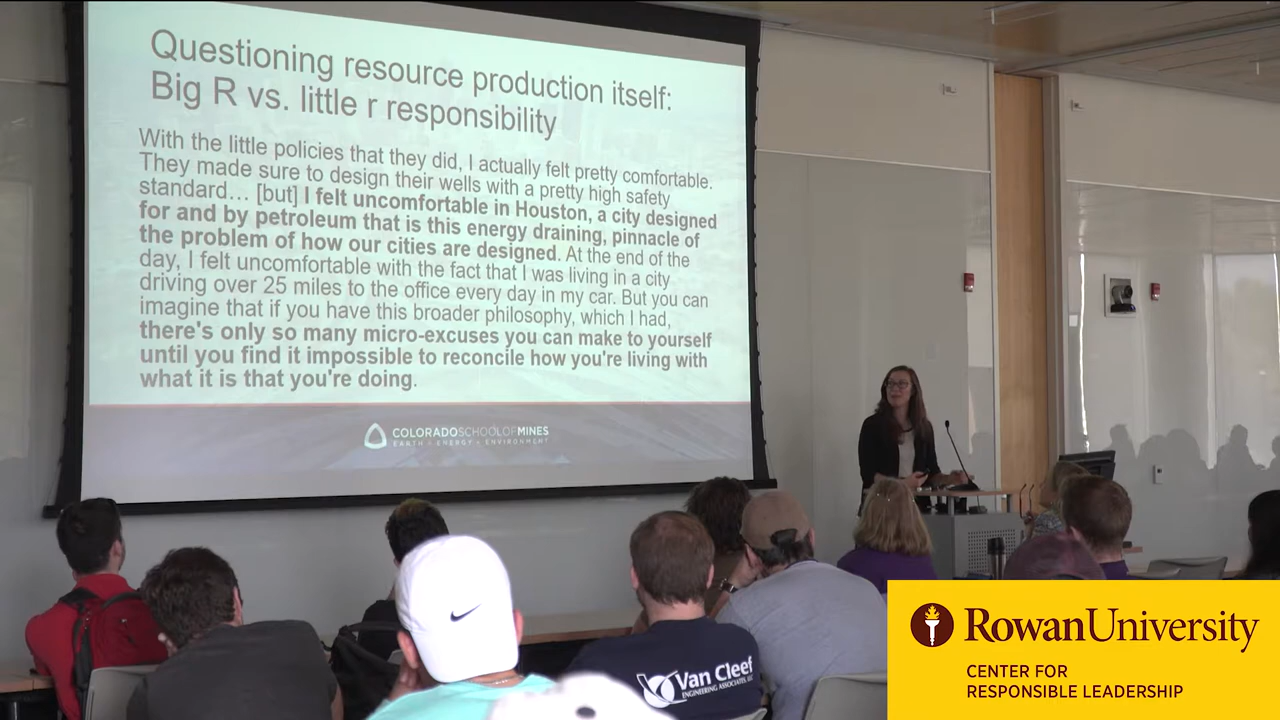 Questioning resource production itself:
Big R vs. little r responsibility
With the little policies that they did, I actually felt pretty comfortable.
They made sure to design their wells with a pretty high safety
standard... [but] I felt uncomfortable in Houston, a city designed
for and by petroleum that is this energy draining, pinnacle of
the problem of how our cities are designed. At the end of the
day, I felt uncomfortable with the fact that I was living in a city
driving over 25 miles to the office every day in my car. But you can
imagine that if you have this broader philosophy, which I had,
there's only so many micro-excuses you can make to yourself
until you find it impossible to reconcile how you're living with
what it is that you're doing.
COLORADOSCHOOLOFMINES
EARTH • ENERGY • ENVIRONMENT
Van Cleef
ENGINEERING ASSOCIATES, LLC
Rowan University
CENTER FOR
RESPONSIBLE LEADERSHIP